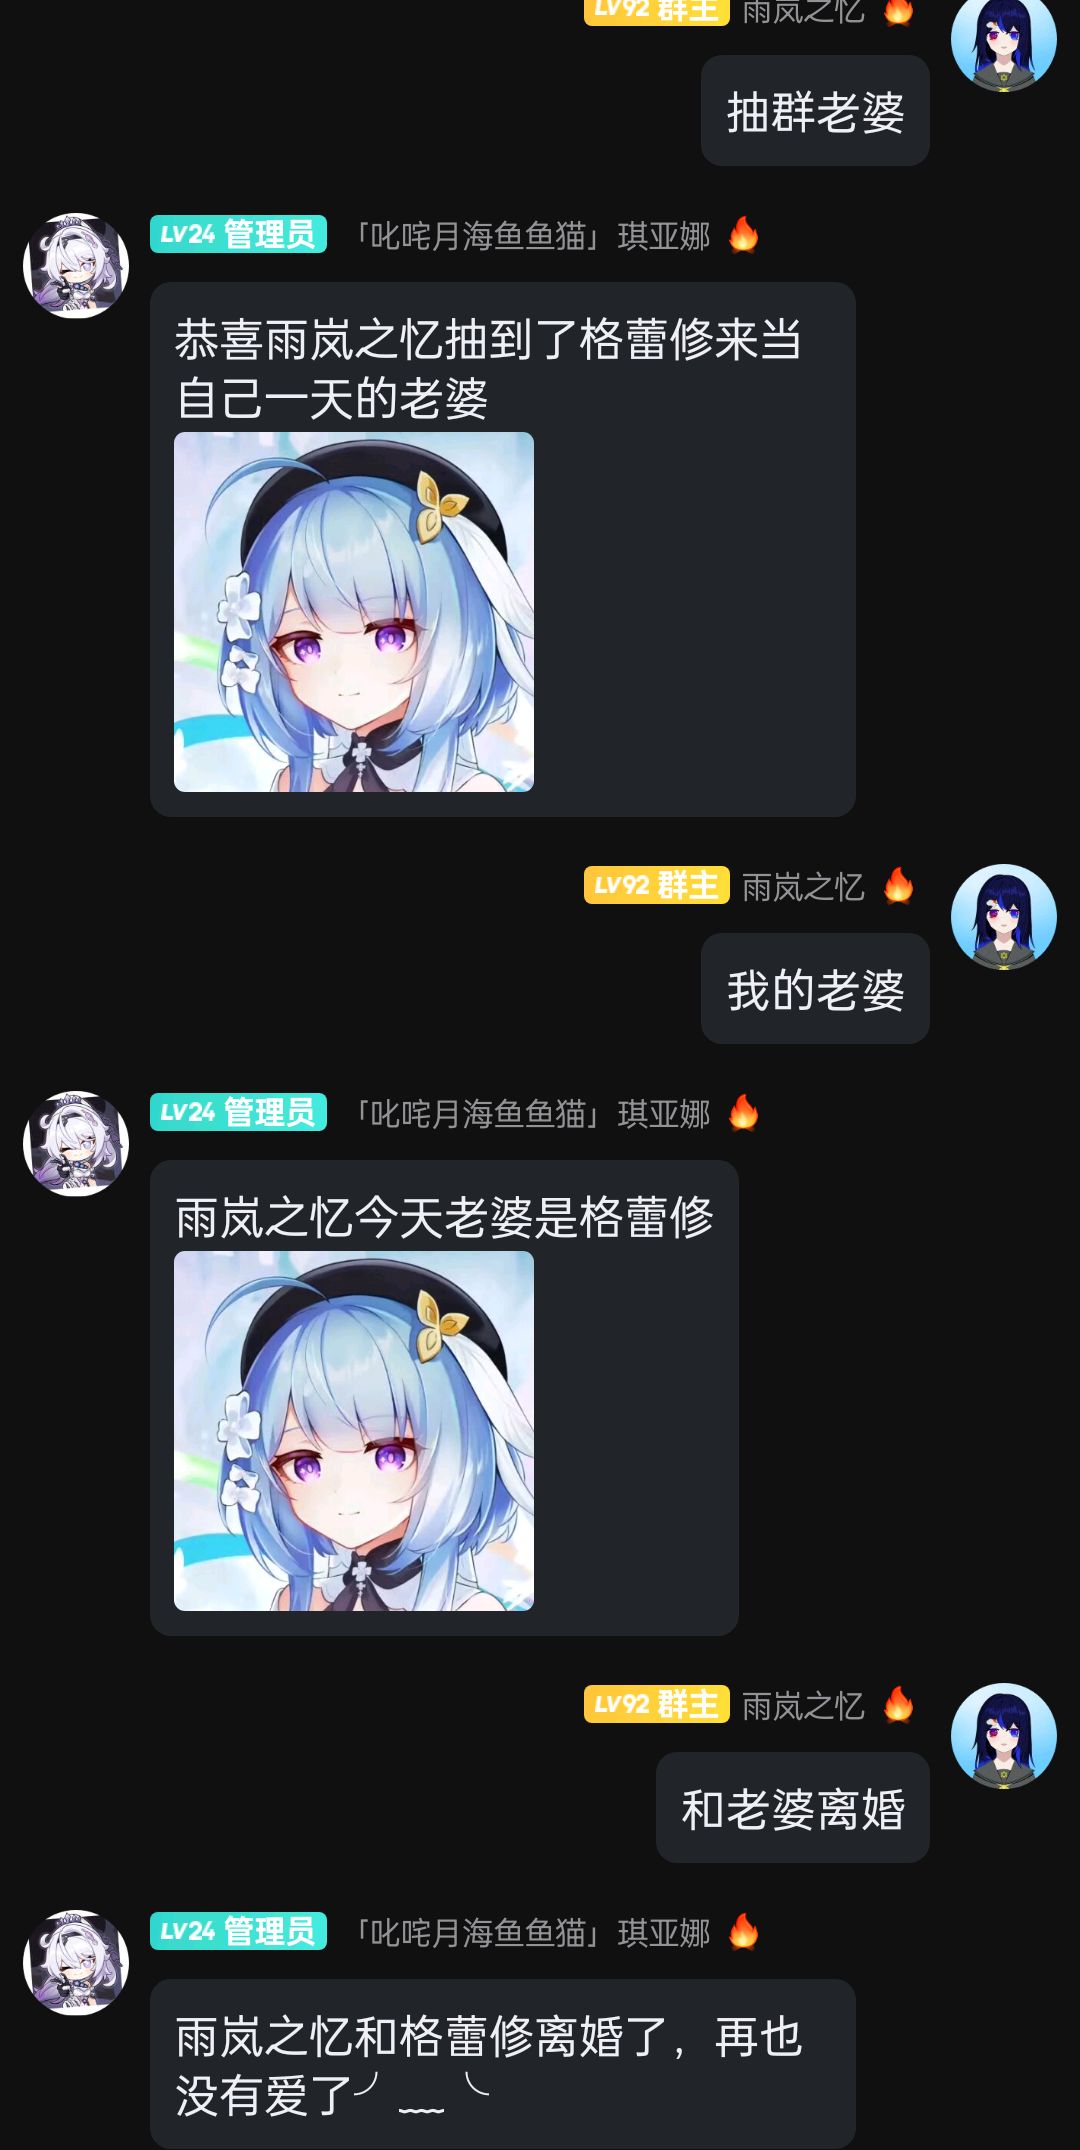 LV92 群主 雨岚之忆 🔥
抽群老婆
LV24 管理员 「叱咤月海鱼鱼猫」琪亚娜 🔥
恭喜雨岚之忆抽到了格蕾修来当
自己一天的老婆
LV92 群主 雨岚之忆 🔥
我的老婆
LV24 管理员 「叱咤月海鱼鱼猫」琪亚娜 🔥
雨岚之忆今天老婆是格蕾修
LV92 群主 雨岚之忆 🔥
和老婆离婚
LV24 管理员 「叱咤月海鱼鱼猫」琪亚娜 🔥
雨岚之忆和格蕾修离婚了，再也
没有爱了╯﹏╰